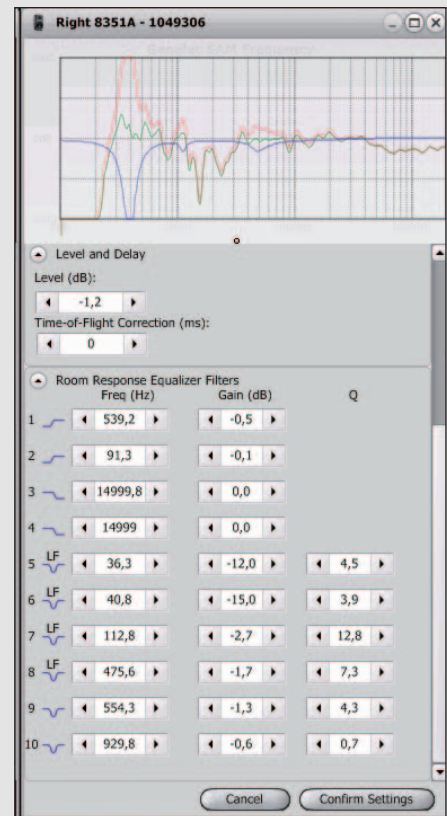 Right 8351A - 1049306
0dB
Level and Delay
Level (dB):
-1,2
Time-of-Flight Correction (ms):
0
Room Response Equalizer Filters
Freq (Hz) Gain (dB) Q
1 539,2 -0,5
2 91,3 -0,1
3 14999,8 0,0
4 14999 0,0
5 LF 36,3 -12,0 4,5
6 LF 40,8 -15,0 3,9
7 LF 112,8 -2,7 12,8
8 LF 475,6 -1,7 7,3
9 554,3 -1,3 4,3
10 929,8 -0,6 0,7
Cancel Confirm Settings